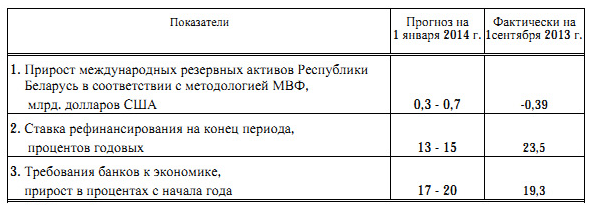 Показатели
Прогноз на
1 января 2014 г.
Фактически на
1сентября 2013 г.
1. Прирост международных резервных активов Республики
Беларусь в соответствии с методологией МВФ,
млрд. долларов США
0,3 - 0,7
-0,39
2. Ставка рефинансирования на конец периода,
процентов годовых
13 - 15
23,5
3. Требования банков к экономике,
прирост в процентах с начала года
17 - 20
19,3